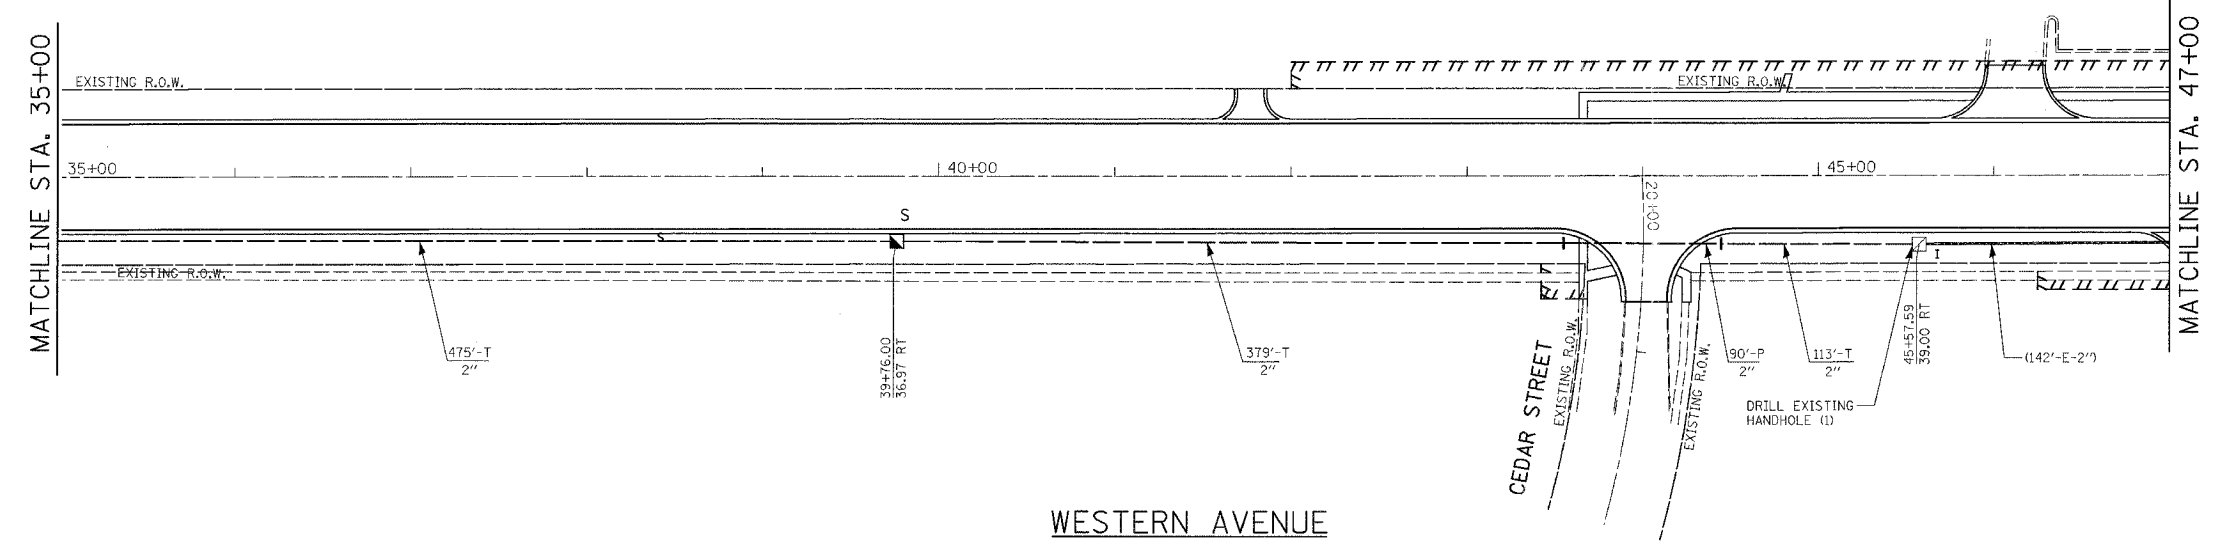 MATCHLINE STA. 35+00
EXISTING R.O.W.
EXISTING R.O.W.
MATCHLINE STA. 47+00
35+00
40+00
45+00
20+00
S
S
EXISTING R.O.W.
I
475'-T
2"
39+76.00
36.97 RT
379'-T
2"
CEDAR STREET
EXISTING R.O.W.
EXISTING R.O.W.
90'-P
2"
113'-T
2"
45+57.59
39.00 RT
(142'-E-2")
DRILL EXISTING
HANDHOLE (1)
WESTERN AVENUE